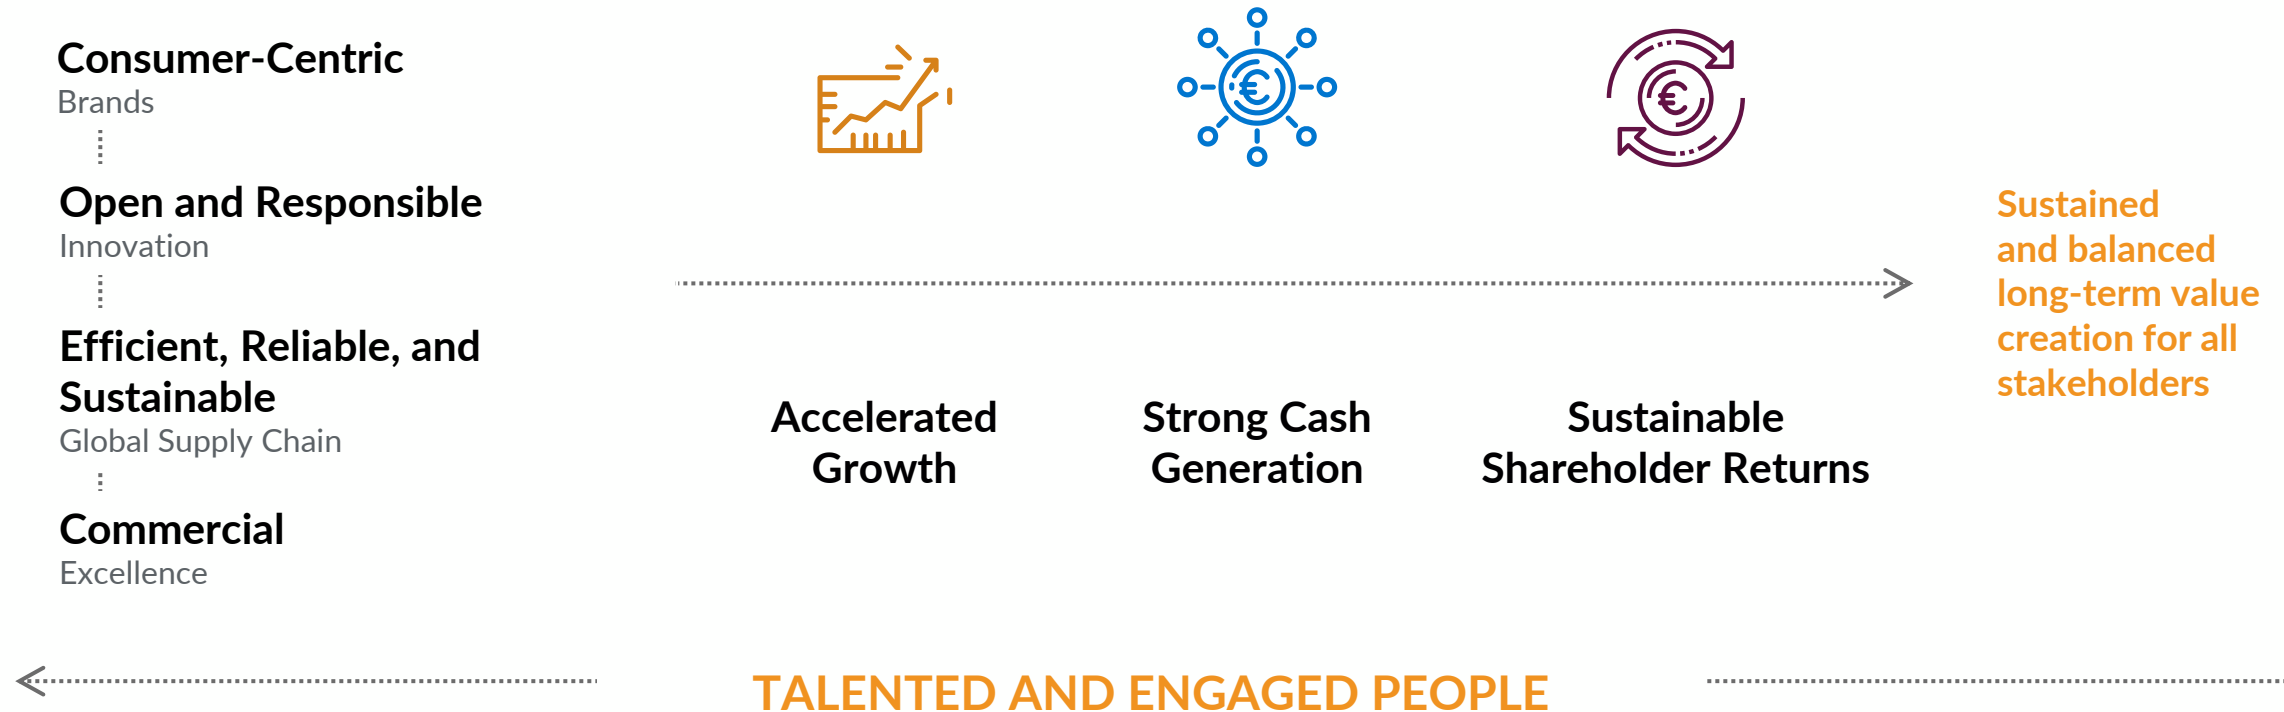 Consumer-Centric
Brands
Open and Responsible
Innovation
Efficient, Reliable, and
Sustainable
Global Supply Chain
Commercial
Excellence
Accelerated
Growth
Strong Cash
Generation
Sustainable
Shareholder Returns
Sustained
and balanced
long-term value
creation for all
stakeholders
TALENTED AND ENGAGED PEOPLE